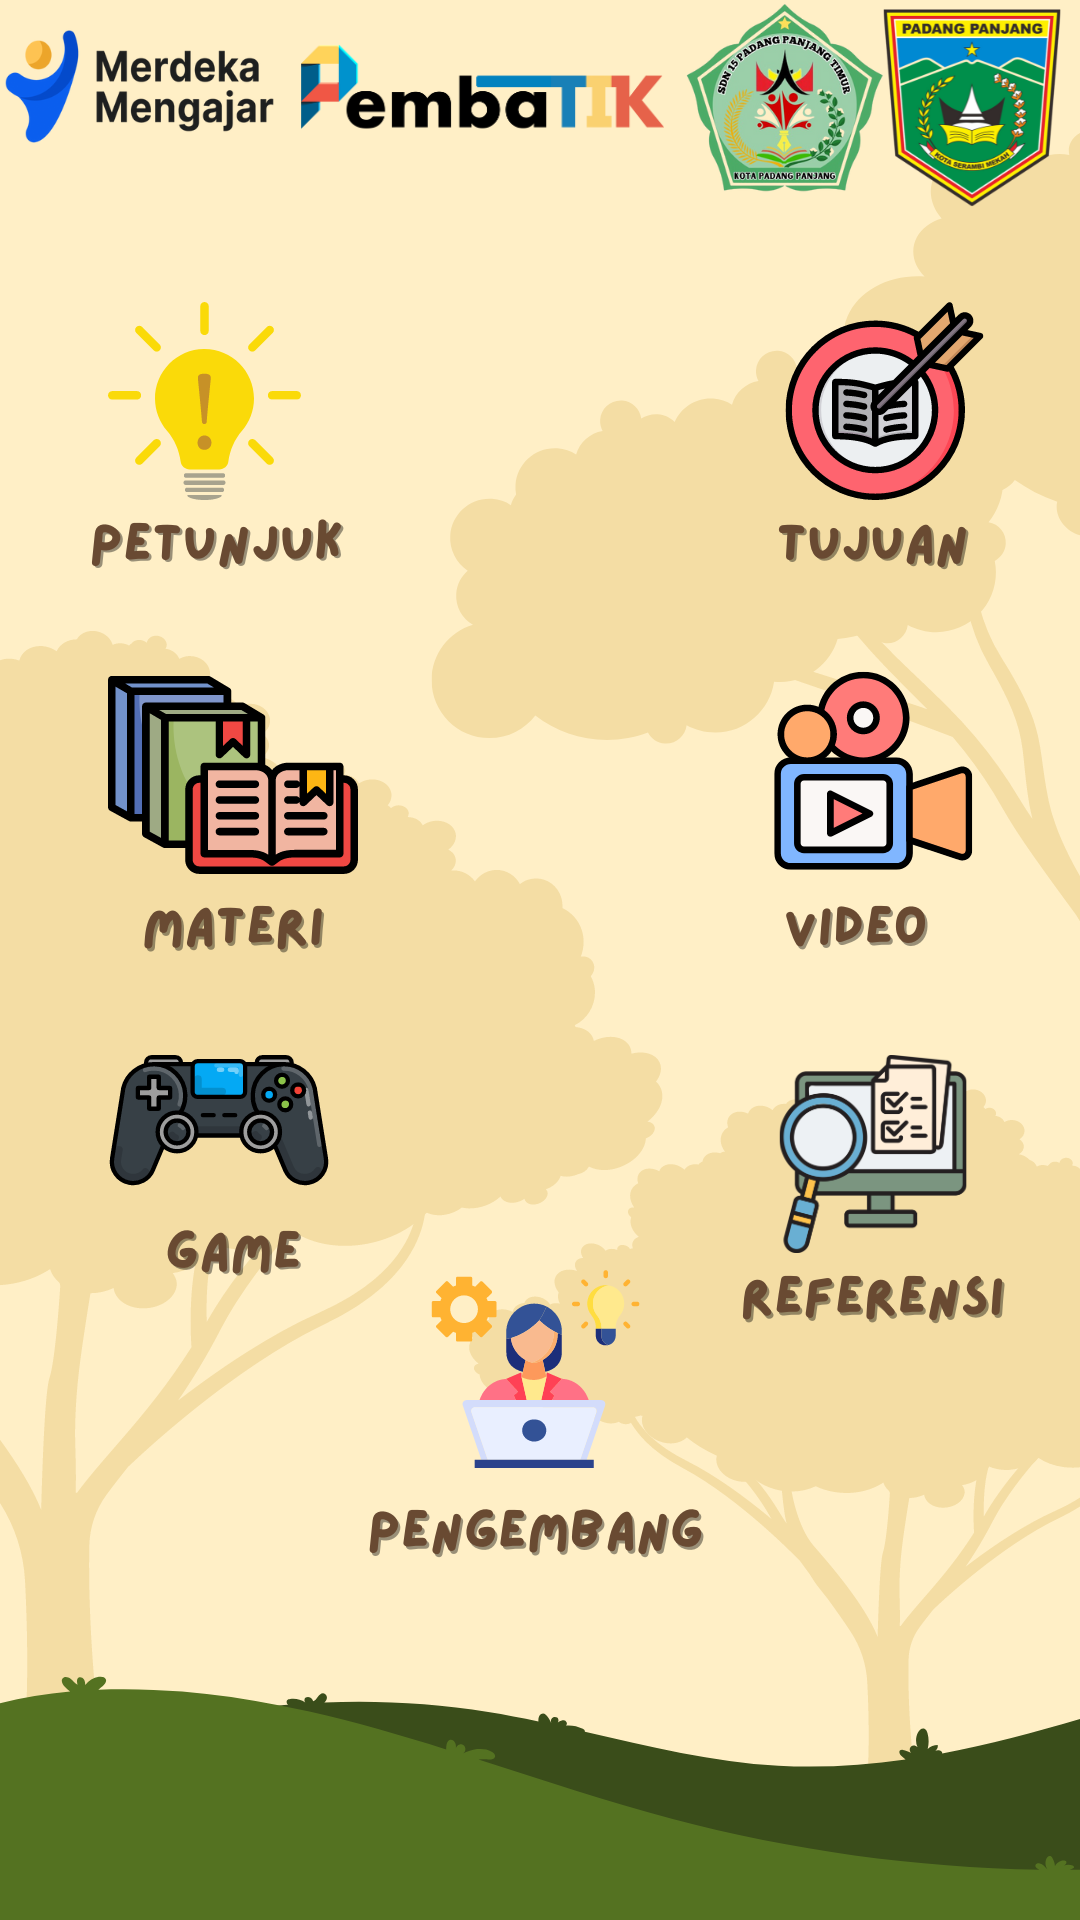 Merdeka
Mengajar
PembaTIK
SDN 15 PADANG PANJANG TIMUR
KOTA PADANG PANJANG
PADANG PANJANG
KOTA SERAMBI MEKAH
PETUNJUK
TUJUAN
MATERI
VIDEO
GAME
REFERENSI
PENGEMBANG